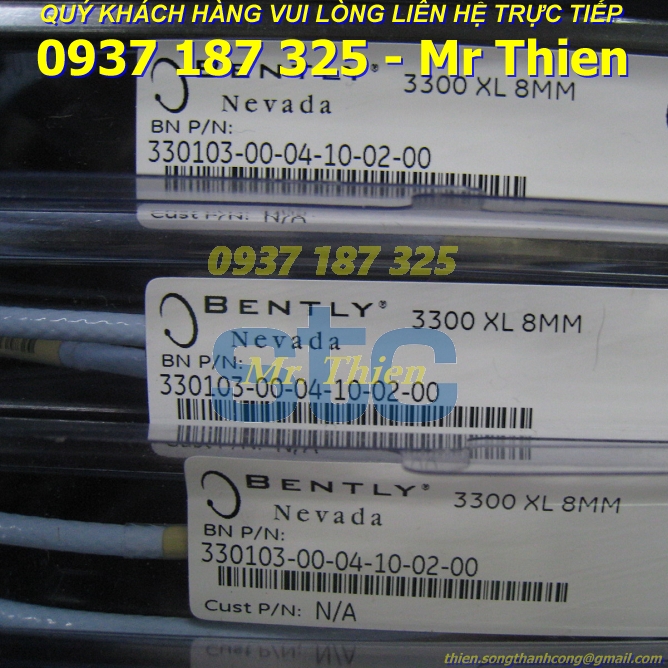 QUÝ KHÁCH HÀNG VUI LÒNG LIÊN HỆ TRỰC TIẾP
0937 187 325 - Mr Thien
BENTLY® 3300 XL 8MM
Nevada
BN P/N:
330103-00-04-10-02-00
Cust P/N: N/A
0937 187 325
BENTLY® 3300 XL 8MM
Nevada
stc
Mr Thien
BN P/N:
330103-00-04-10-02-00
Cust P/N: N/A
BENTLY® 3300 XL 8MM
Nevada
BN P/N:
330103-00-04-10-02-00
Cust P/N: N/A
thien.songthanhcong@gmail.com